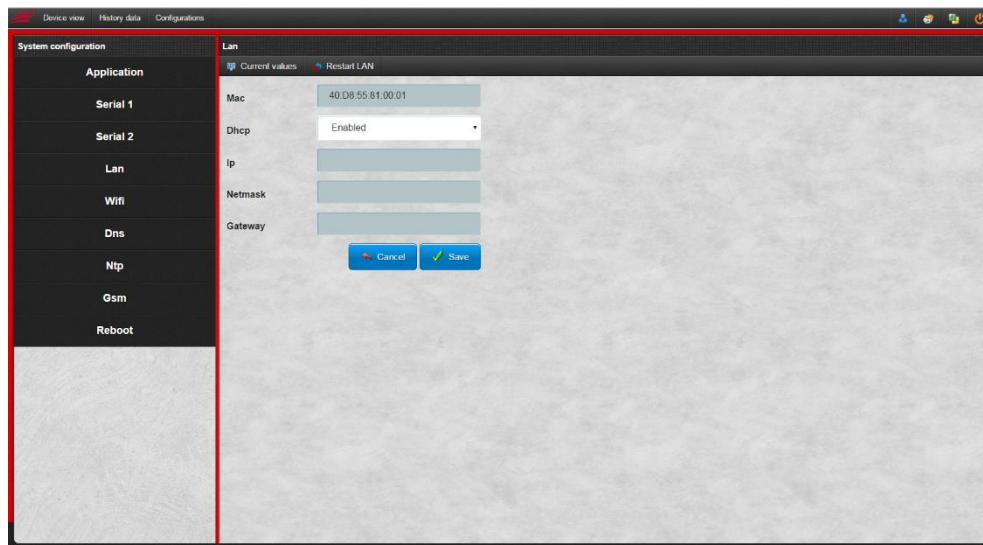 Device view History data Configurations
System configuration
Application
Serial 1
Serial 2
Lan
Wifi
Dns
Ntp
Gsm
Reboot
Lan
Current values Restart LAN
Mac 40:D8:55:81:00:01
Dhcp Enabled
Ip
Netmask
Gateway
Cancel Save